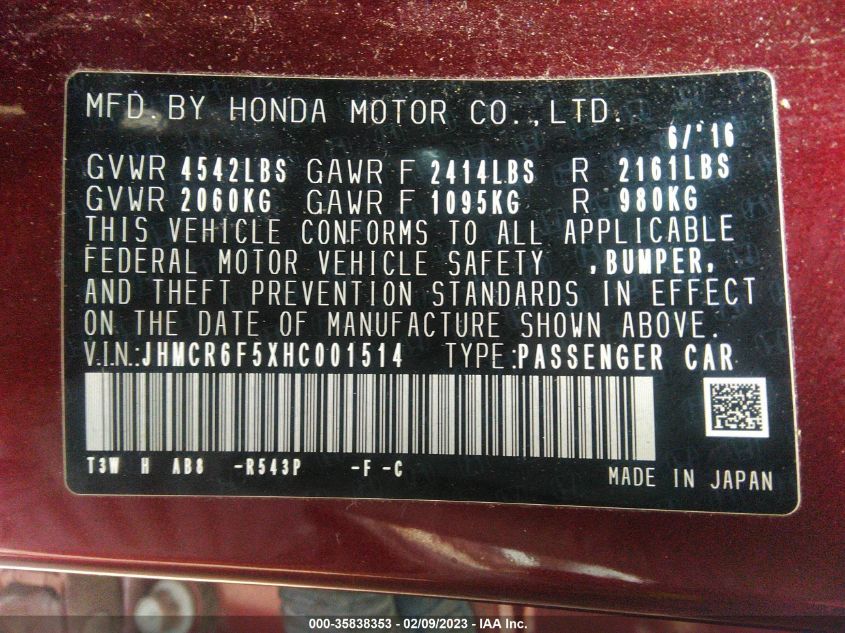 MFD. BY HONDA MOTOR CO.,LTD.
6/'16
GVWR 4542LBS GAWR F 2414LBS R 2161LBS
GVWR 2060KG GAWR F 1095KG R 980KG
THIS VEHICLE CONFORMS TO ALL APPLICABLE
FEDERAL MOTOR VEHICLE SAFETY ,BUMPER,
AND THEFT PREVENTION STANDARDS IN EFFECT
ON THE DATE OF MANUFACTURE SHOWN ABOVE.
V.I.N.:JHMCR6F5XHC001514 TYPE:PASSENGER CAR
T3W H AB8 -R543P -F -C
MADE IN JAPAN
000-35838353 — 02/09/2023 - IAA Inc.